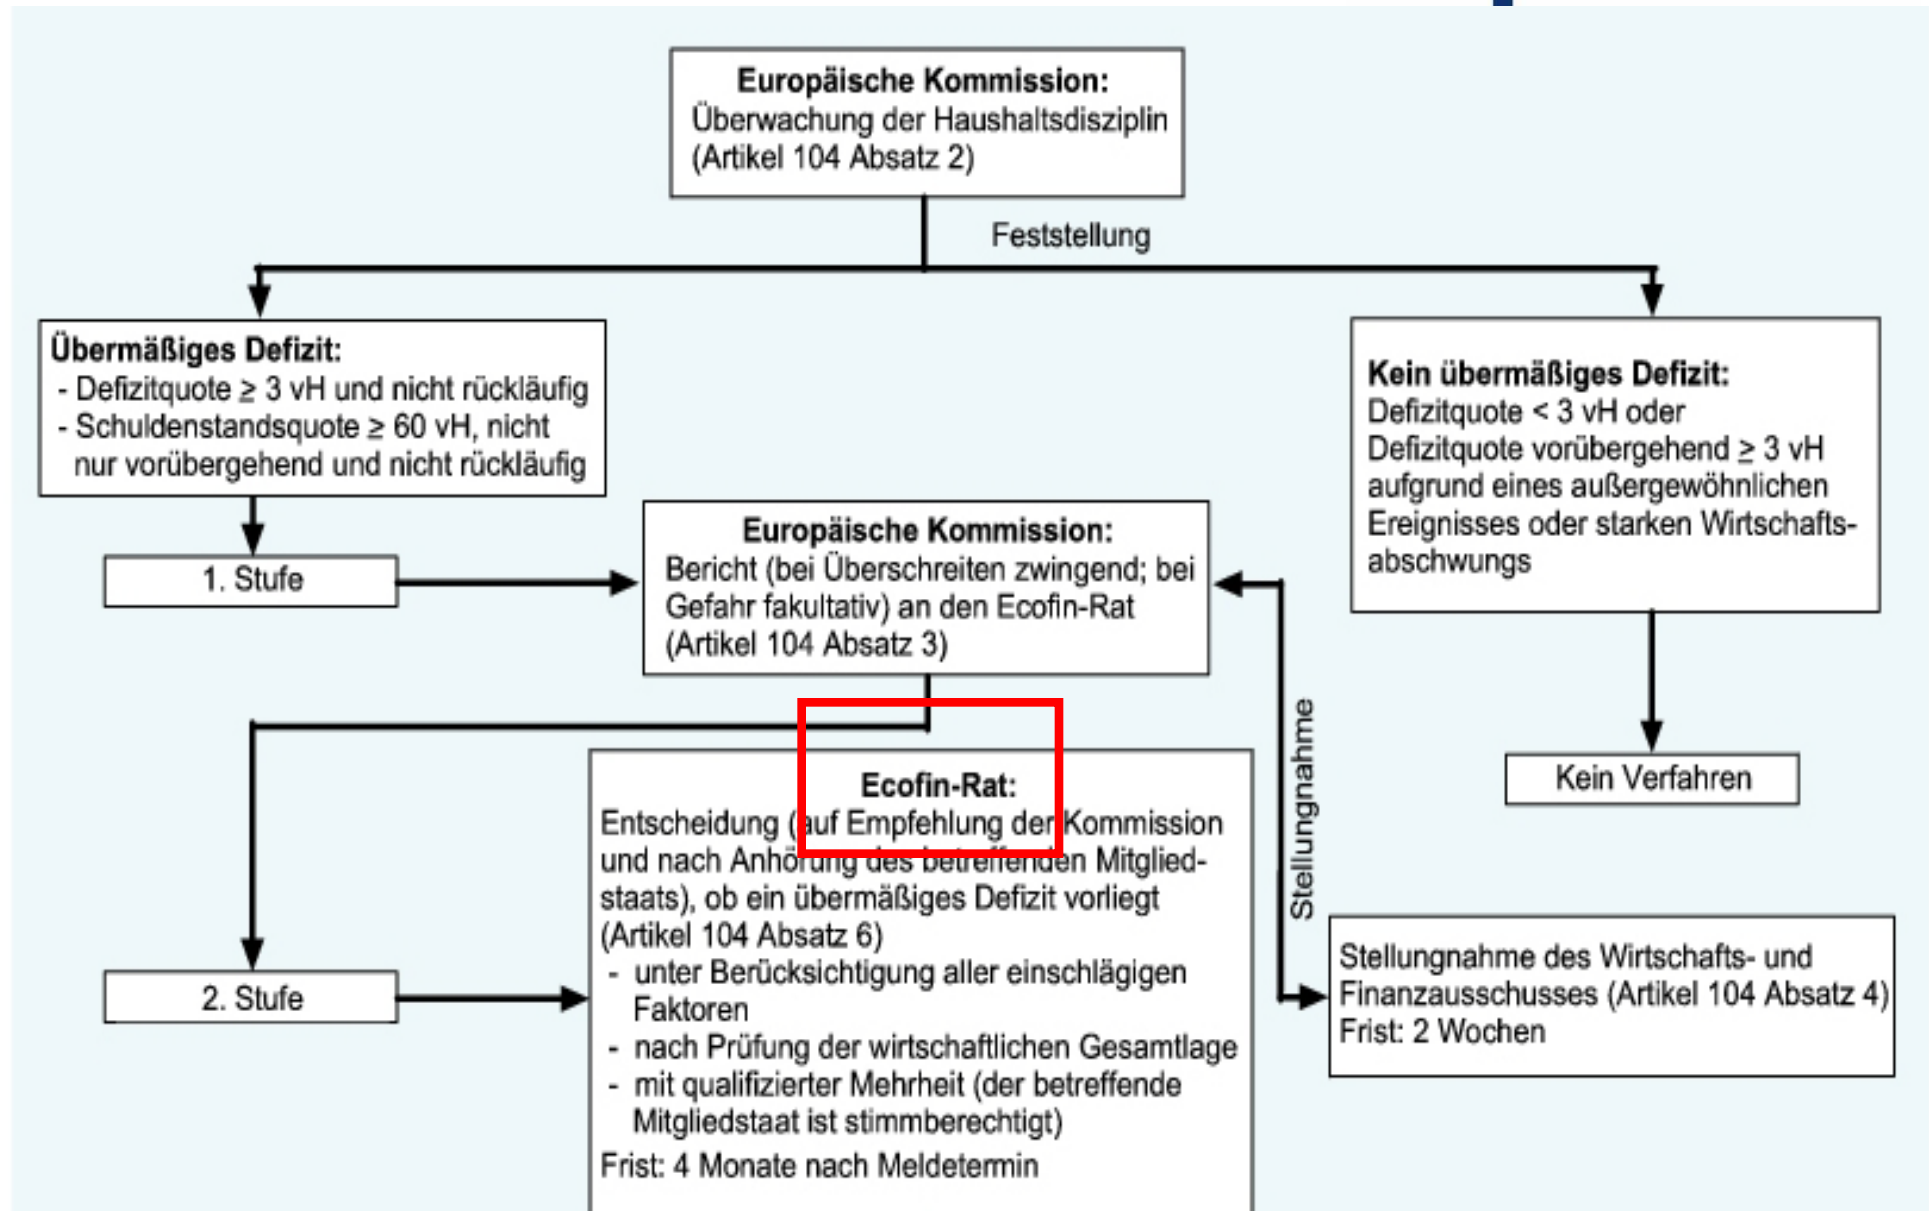 Europäische Kommission:
Überwachung der Haushaltsdisziplin
(Artikel 104 Absatz 2)
Feststellung
Übermäßiges Defizit:
- Defizitquote ≥ 3 vH und nicht rückläufig
- Schuldenstandsquote ≥ 60 vH, nicht
nur vorübergehend und nicht rückläufig
Kein übermäßiges Defizit:
Defizitquote < 3 vH oder
Defizitquote vorübergehend ≥ 3 vH
aufgrund eines außergewöhnlichen
Ereignisses oder starken Wirtschafts-
abschwungs
1. Stufe
Europäische Kommission:
Bericht (bei Überschreiten zwingend; bei
Gefahr fakultativ) an den Ecofin-Rat
(Artikel 104 Absatz 3)
Kein Verfahren
Stellungnahme
Stellungnahme des Wirtschafts- und
Finanzausschusses (Artikel 104 Absatz 4)
Frist: 2 Wochen
2. Stufe
Ecofin-Rat:
Entscheidung (auf Empfehlung der Kommission
und nach Anhörung des betreffenden Mitglied-
staats), ob ein übermäßiges Defizit vorliegt
(Artikel 104 Absatz 6)
- unter Berücksichtigung aller einschlägigen
Faktoren
- nach Prüfung der wirtschaftlichen Gesamtlage
- mit qualifizierter Mehrheit (der betreffende
Mitgliedstaat ist stimmberechtigt)
Frist: 4 Monate nach Meldetermin